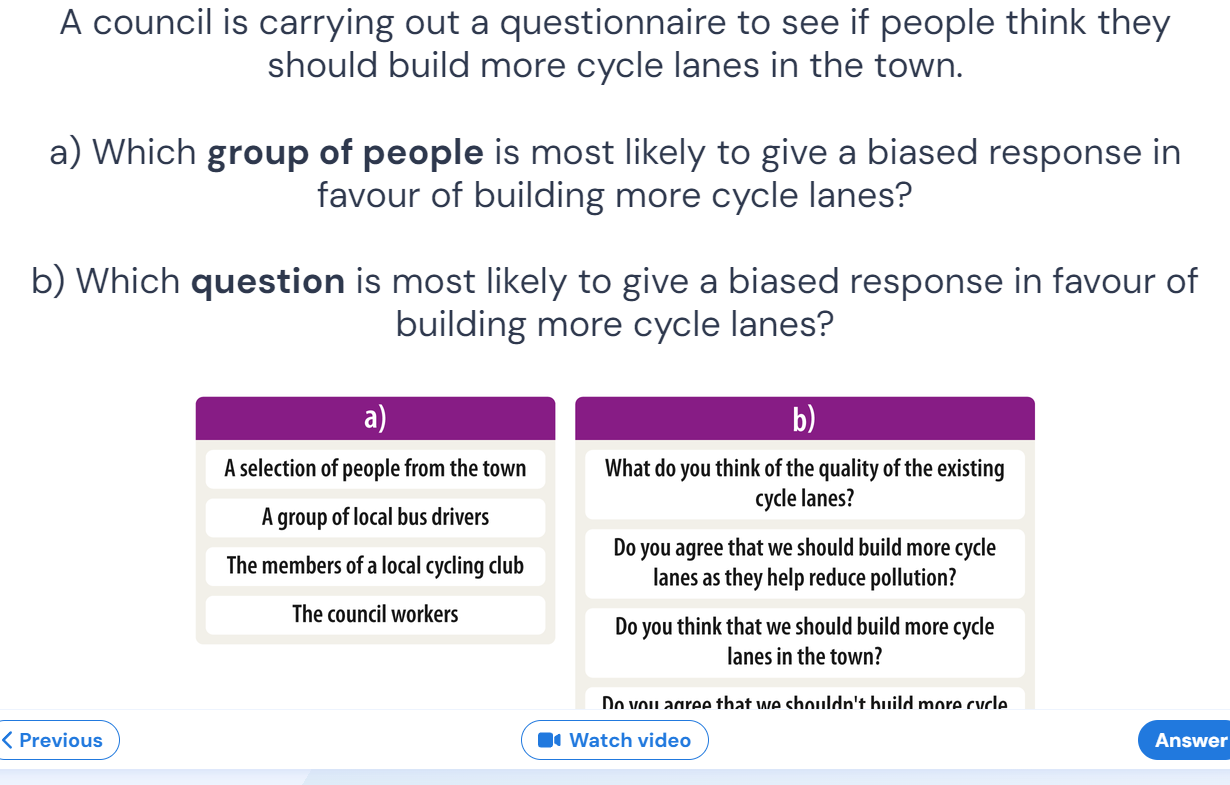 A council is carrying out a questionnaire to see if people think they
should build more cycle lanes in the town.
a) Which group of people is most likely to give a biased response in
favour of building more cycle lanes?
b) Which question is most likely to give a biased response in favour of
building more cycle lanes?
a)
A selection of people from the town
A group of local bus drivers
The members of a local cycling club
The council workers
b)
What do you think of the quality of the existing
cycle lanes?
Do you agree that we should build more cycle
lanes as they help reduce pollution?
Do you think that we should build more cycle
lanes in the town?
Do you agree that we shouldn't build more cycle
Previous
Watch video
Answer